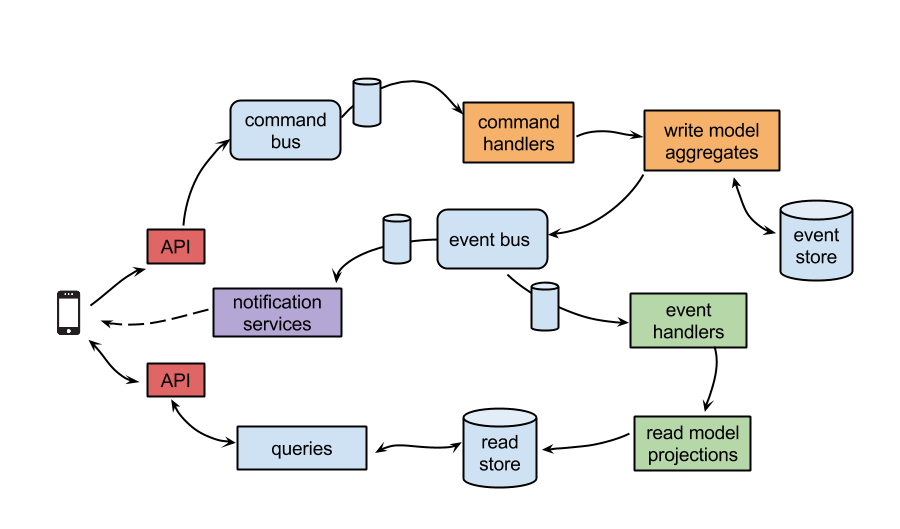 command
bus
command
handlers
write model
aggregates
API
event bus
event
store
notification
services
event
handlers
API
queries
read
store
read model
projections